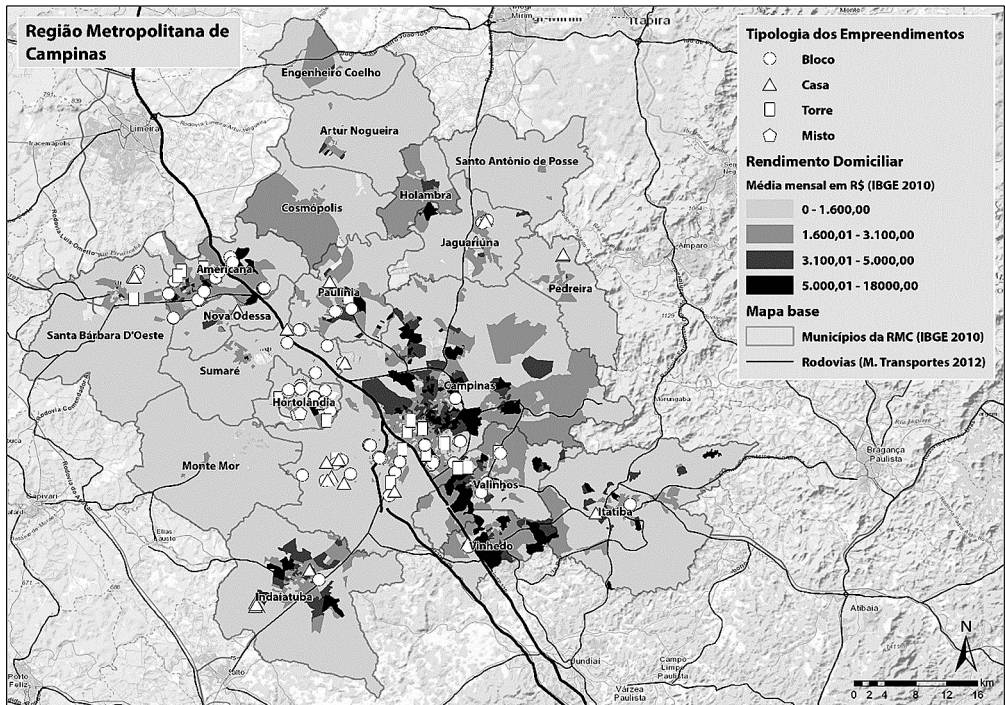 Região Metropolitana de
Campinas
Tipologia dos Empreendimentos
Bloco
Casa
Torre
Misto
Rendimento Domiciliar
Média mensal em R$ (IBGE 2010)
0 - 1.600,00
1.600,01 - 3.100,00
3.100,01 - 5.000,00
5.000,01 - 18000,00
Mapa base
Municípios da RMC (IBGE 2010)
Rodovias (M. Transportes 2012)
Itapira
Engenheiro Coelho
Limeira
Artur Nogueira
Santo Antônio de Posse
Holambra
Cosmópolis
Jaguariúna
Amparo
Americana
Pedreira
Paulínia
Nova Odessa
Santa Bárbara D'Oeste
Sumaré
Campinas
Hortolândia
Morungaba
Monte Mor
Bragança
Paulista
Valinhos
Capivari
Itatiba
Elias
Fausto
Vinhedo
Indaiatuba
Atibaia
Jundiaí
Salto
Porto
Feliz
Campo
Limpo
Paulista
Várzea
Paulista
N
km
0 2 4 8 12 16